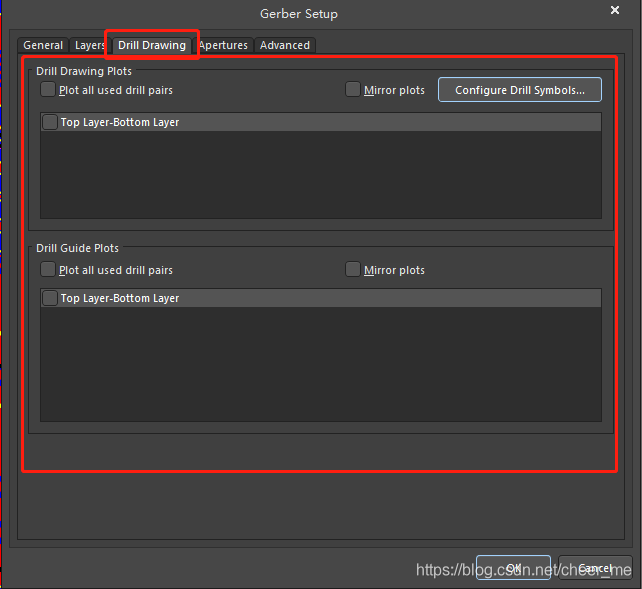 Gerber Setup
General Layers Drill Drawing Apertures Advanced
Drill Drawing Plots
Plot all used drill pairs Mirror plots Configure Drill Symbols...
Top Layer-Bottom Layer
Drill Guide Plots
Plot all used drill pairs Mirror plots
Top Layer-Bottom Layer
OK Cancel
https://blog.csdn.net/cheer_me